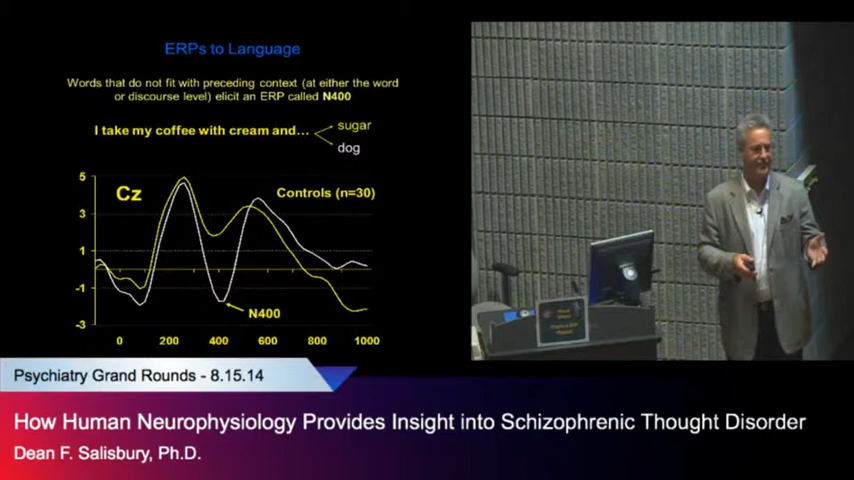 ERPs to Language
Words that do not fit with preceding context (at either the word
or discourse level) elicit an ERP called N400
I take my coffee with cream and...
sugar
dog
Cz
Controls (n=30)
5
3
1
-1
-3
N400
0
200
400
600
800
1000
Psychiatry Grand Rounds - 8.15.14
How Human Neurophysiology Provides Insight into Schizophrenic Thought Disorder
Dean F. Salisbury, Ph.D.